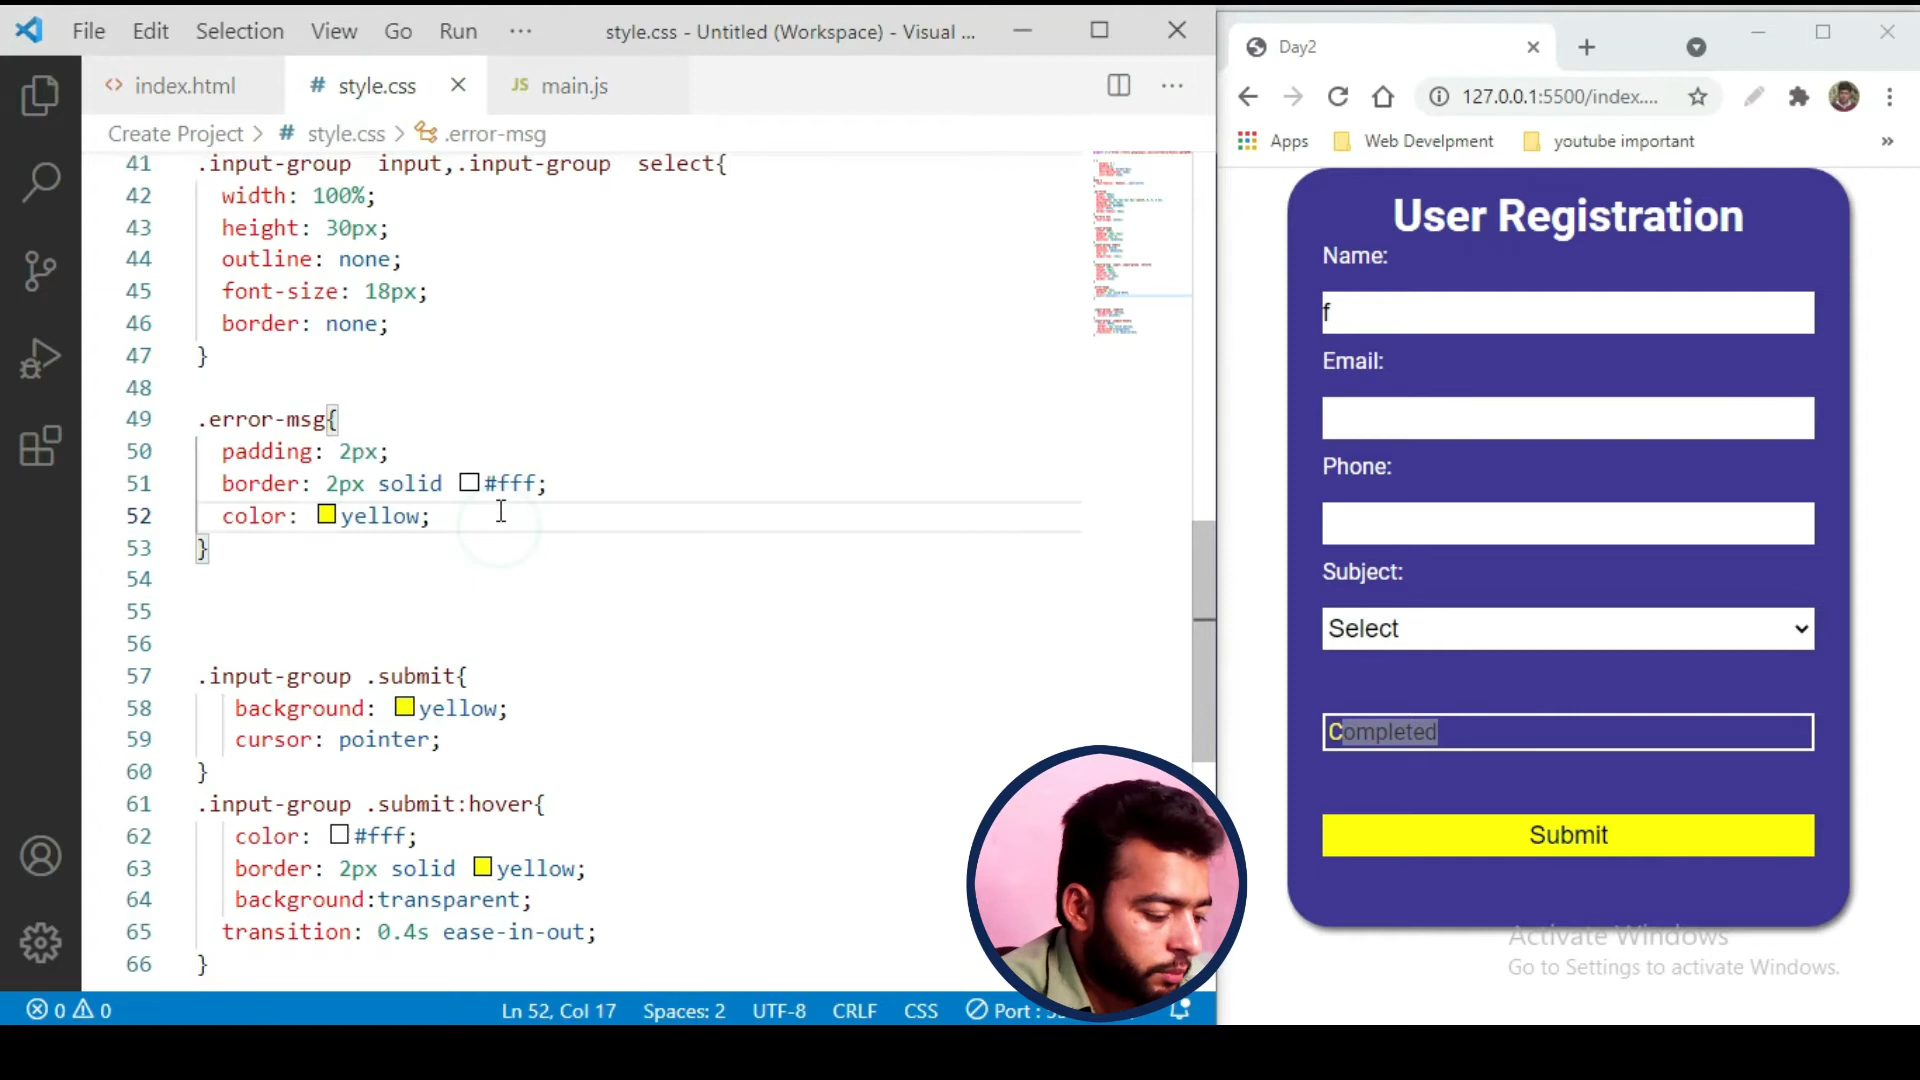 File Edit Selection View Go Run ··· style.css - Untitled (Workspace) - Visual ...
index.html # style.css JS main.js ···
Create Project > # style.css > .error-msg
41 .input-group input,.input-group select{
42 width: 100%;
43 height: 30px;
44 outline: none;
45 font-size: 18px;
46 border: none;
47 }
48
49 .error-msg{
50 padding: 2px;
51 border: 2px solid #fff;
52 color: yellow;
53 }
54
55
56
57 .input-group .submit{
58 background: yellow;
59 cursor: pointer;
60 }
61 .input-group .submit:hover{
62 color: #fff;
63 border: 2px solid yellow;
64 background:transparent;
65 transition: 0.4s ease-in-out;
66 }
0 0 Ln 52, Col 17 Spaces: 2 UTF-8 CRLF CSS Port :
Day2
127.0.0.1:5500/index....
Apps Web Develpment youtube important »
User Registration
Name:
f
Email:
Phone:
Subject:
Select
Completed
Submit
Activate Windows
Go to Settings to activate Windows.